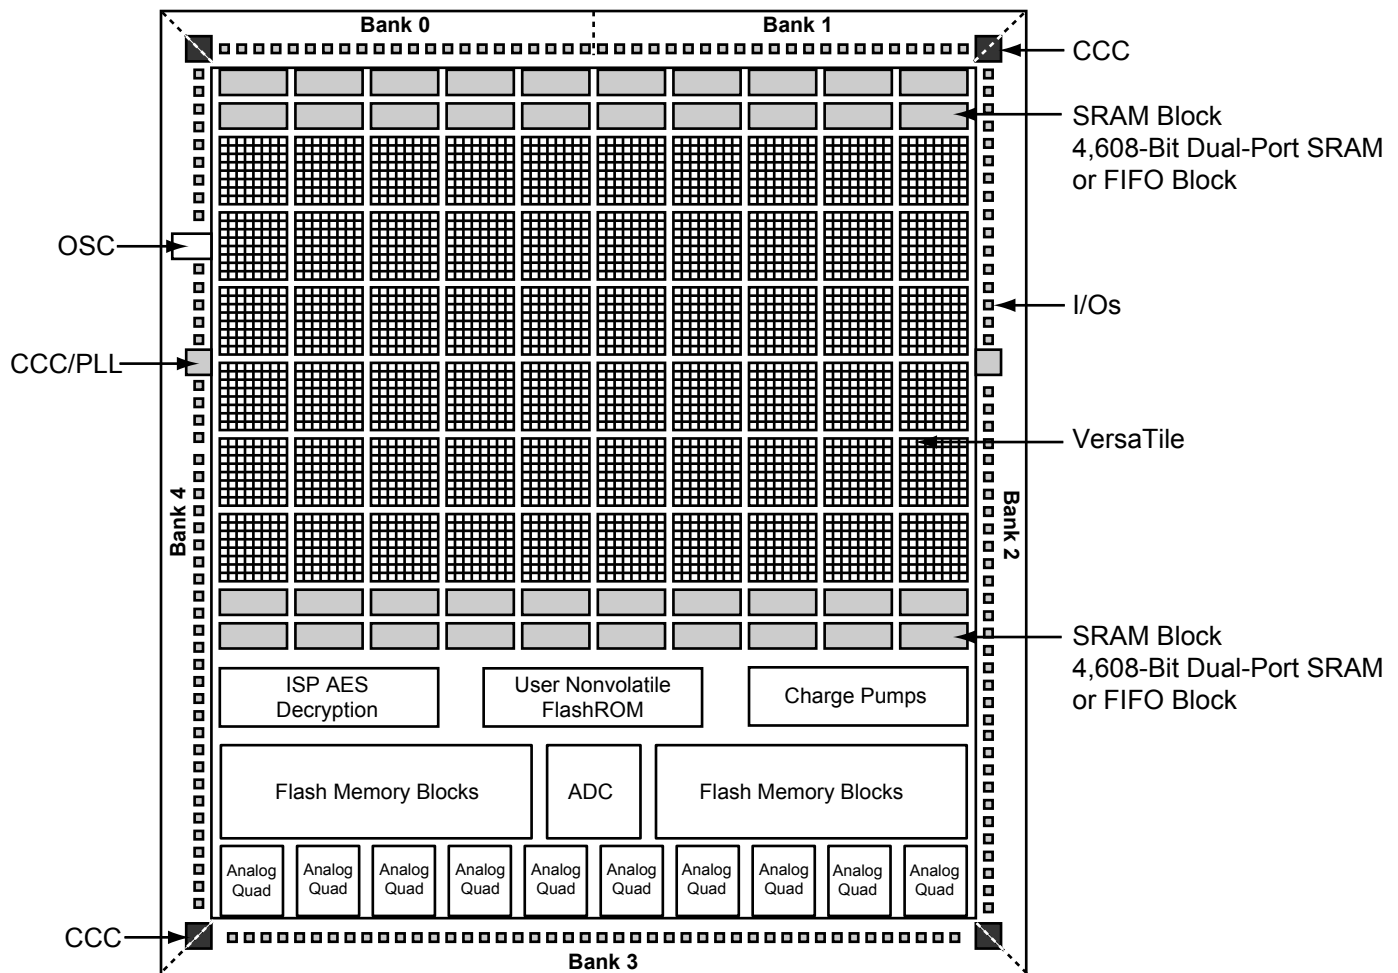 Bank 0
Bank 1
CCC
SRAM Block
4,608-Bit Dual-Port SRAM
or FIFO Block
OSC
I/Os
CCC/PLL
VersaTile
Bank 4
Bank 2
SRAM Block
4,608-Bit Dual-Port SRAM
or FIFO Block
ISP AES
Decryption
User Nonvolatile
FlashROM
Charge Pumps
Flash Memory Blocks
ADC
Flash Memory Blocks
Analog
Quad
Analog
Quad
Analog
Quad
Analog
Quad
Analog
Quad
Analog
Quad
Analog
Quad
Analog
Quad
Analog
Quad
Analog
Quad
CCC
Bank 3